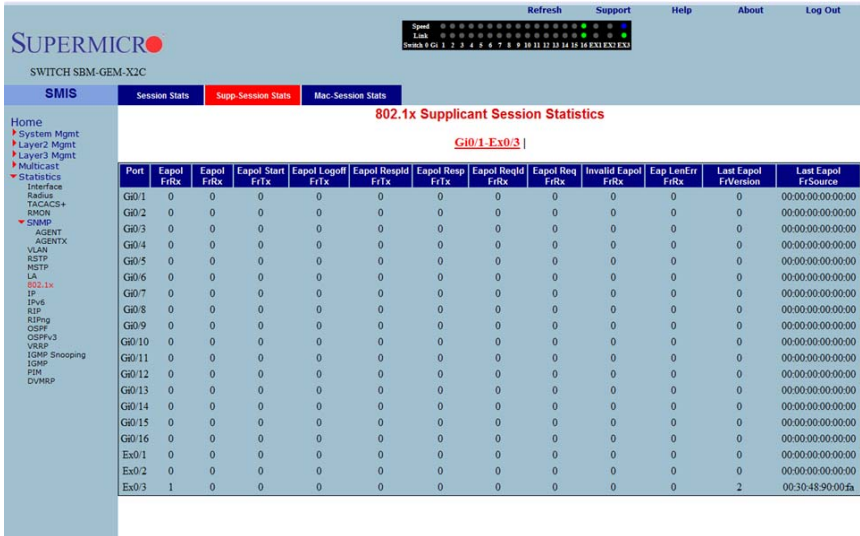 Refresh Support Help About Log Out
Speed
Link
Switch 0 Gi 1 2 3 4 5 6 7 8 9 10 11 12 13 14 15 16 EX1 EX2 EX3
SUPERMICR
SWITCH SBM-GEM-X2C
SMIS
Session Stats Supp-Session Stats Mac-Session Stats
802.1x Supplicant Session Statistics
Gi0/1-Ex0/3 |
Home
System Mgmt
Layer2 Mgmt
Layer3 Mgmt
Multicast
Statistics
Interface
Radius
TACACS+
RMON
SNMP
AGENT
AGENTX
VLAN
RSTP
MSTP
LA
802.1x
IP
IPv6
RIP
RIPng
OSPF
OSPFv3
VRRP
IGMP Snooping
IGMP
PIM
DVMRP
Port Eapol FrRx Eapol FrRx Eapol Start FrTx Eapol Logoff FrTx Eapol RespId FrTx Eapol Resp FrTx Eapol ReqId FrRx Eapol Req FrRx Invalid Eapol FrRx Eap LenErr FrRx Last Eapol FrVersion Last Eapol FrSource
Gi0/1 0 0 0 0 0 0 0 0 0 0 0 00:00:00:00:00:00
Gi0/2 0 0 0 0 0 0 0 0 0 0 0 00:00:00:00:00:00
Gi0/3 0 0 0 0 0 0 0 0 0 0 0 00:00:00:00:00:00
Gi0/4 0 0 0 0 0 0 0 0 0 0 0 00:00:00:00:00:00
Gi0/5 0 0 0 0 0 0 0 0 0 0 0 00:00:00:00:00:00
Gi0/6 0 0 0 0 0 0 0 0 0 0 0 00:00:00:00:00:00
Gi0/7 0 0 0 0 0 0 0 0 0 0 0 00:00:00:00:00:00
Gi0/8 0 0 0 0 0 0 0 0 0 0 0 00:00:00:00:00:00
Gi0/9 0 0 0 0 0 0 0 0 0 0 0 00:00:00:00:00:00
Gi0/10 0 0 0 0 0 0 0 0 0 0 0 00:00:00:00:00:00
Gi0/11 0 0 0 0 0 0 0 0 0 0 0 00:00:00:00:00:00
Gi0/12 0 0 0 0 0 0 0 0 0 0 0 00:00:00:00:00:00
Gi0/13 0 0 0 0 0 0 0 0 0 0 0 00:00:00:00:00:00
Gi0/14 0 0 0 0 0 0 0 0 0 0 0 00:00:00:00:00:00
Gi0/15 0 0 0 0 0 0 0 0 0 0 0 00:00:00:00:00:00
Gi0/16 0 0 0 0 0 0 0 0 0 0 0 00:00:00:00:00:00
Ex0/1 0 0 0 0 0 0 0 0 0 0 0 00:00:00:00:00:00
Ex0/2 0 0 0 0 0 0 0 0 0 0 0 00:00:00:00:00:00
Ex0/3 1 0 0 0 0 0 0 0 0 0 2 00:30:48:90:00:fa